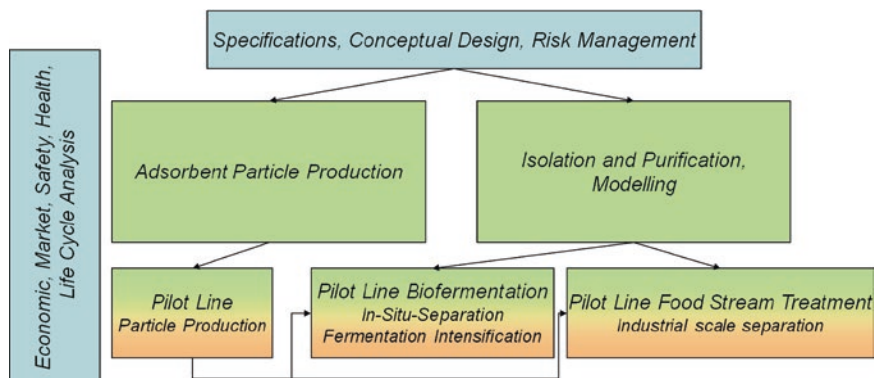 Specifications, Conceptual Design, Risk Management
Economic, Market, Safety, Health,
Life Cycle Analysis
Adsorbent Particle Production
Isolation and Purification,
Modelling
Pilot Line
Particle Production
Pilot Line Biofermentation
In-Situ-Separation
Fermentation Intensification
Pilot Line Food Stream Treatment
Industrial scale separation